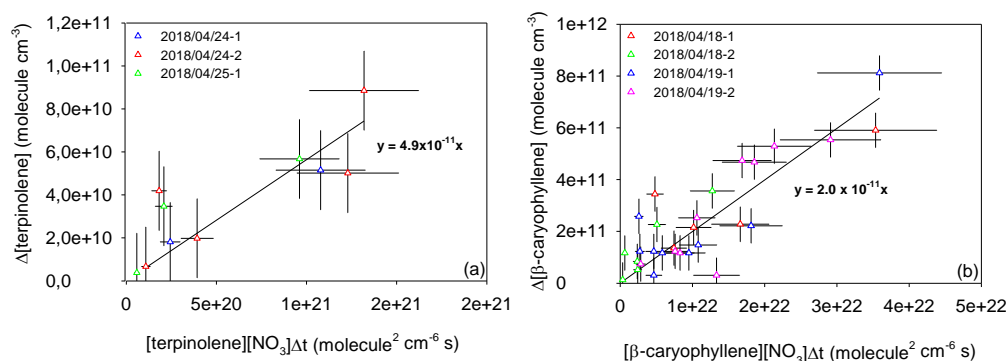 1,2e+11
1,0e+11
8,0e+10
6,0e+10
4,0e+10
2,0e+10
0,0
Δ[terpinolene] (molecule cm-3)
2018/04/24-1
2018/04/24-2
2018/04/25-1
y = 4.9x10-11x
(a)
0 5e+20 1e+21 2e+21 2e+21
[terpinolene][NO3]Δt (molecule2 cm-6 s)
1e+12
8e+11
6e+11
4e+11
2e+11
0
Δ[β-caryophyllene] (molecule cm-3)
2018/04/18-1
2018/04/18-2
2018/04/19-1
2018/04/19-2
y = 2.0 x 10-11x
(b)
0 1e+22 2e+22 3e+22 4e+22 5e+22
[β-caryophyllene][NO3]Δt (molecule2 cm-6 s)